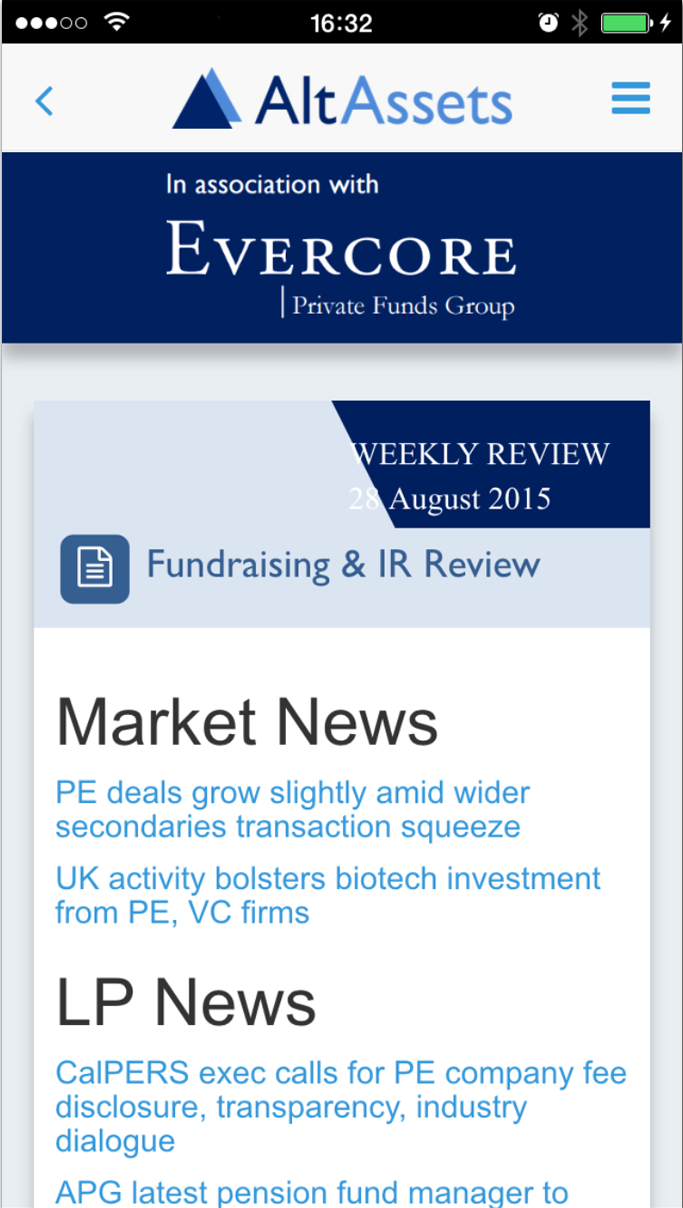 16:32
AltAssets
In association with
EVERCORE
Private Funds Group
WEEKLY REVIEW
28 August 2015
Fundraising & IR Review
Market News
PE deals grow slightly amid wider
secondaries transaction squeeze
UK activity bolsters biotech investment
from PE, VC firms
LP News
CalPERS exec calls for PE company fee
disclosure, transparency, industry
dialogue
APG latest pension fund manager to